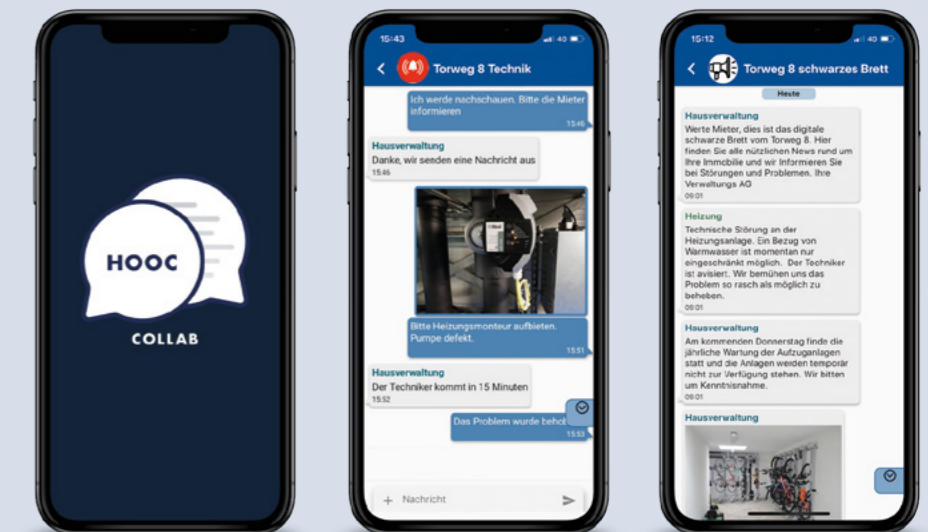 HOOC
COLLAB
15:43
4G
Torweg 8 Technik
Ich werde nachschauen. Bitte die Mieter
informieren
15:46
Hausverwaltung
Danke, wir senden eine Nachricht aus
15:46
Bitte Heizungsmonteur aufbieten.
Pumpe defekt.
15:51
Hausverwaltung
Der Techniker kommt in 15 Minuten
15:52
Das Problem wurde
15:53
Nachricht
15:12
4G
Torweg 8 schwarzes Brett
Heute
Hausverwaltung
Werte Mieter, dies ist das digitale
schwarze Brett vom Torweg 8. Hier
finden Sie alle nützlichen News rund um
Ihre Immobilie und wir Informieren Sie
bei Störungen und Problemen. Ihre
Verwaltungs AG
09:01
Heizung
Technische Störung an der
Heizungsanlage. Ein Bezug von
Warmwasser ist momentan nur
eingeschränkt möglich. Der Techniker
ist avisiert. Wir bemühen uns das
Problem so rasch als möglich zu
beheben.
09:01
Hausverwaltung
Am kommenden Donnerstag finde die
jährliche Wartung der Aufzuganlagen
statt und die Anlagen werden temporär
nicht zur Verfügung stehen. Wir bitten
um Kenntnisnahme.
09:01
Hausverwaltung